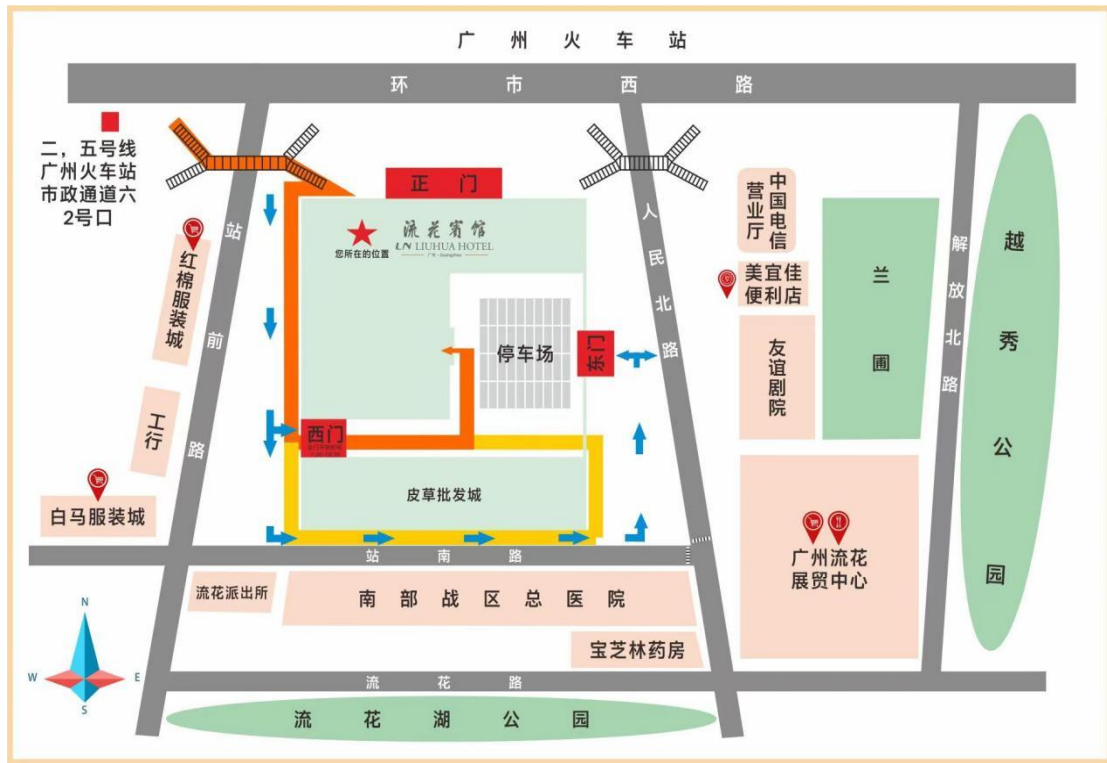 广州火车站
环市西路
二，五号线
广州火车站
市政通道六
2号口
正门
流花宾馆
LN LIUHUA HOTEL
广州·Guangzhou
您所在的位置
站前路
红棉服装城
工行
白马服装城
停车场
东门
西门
皮草批发城
人民北路
中国电信
营业厅
美宜佳
便利店
友谊剧院
兰圃
解放北路
越秀公园
广州流花
展贸中心
站南路
流花派出所
南部战区总医院
宝芝林药房
流花路
流花湖公园
N
W
E
S